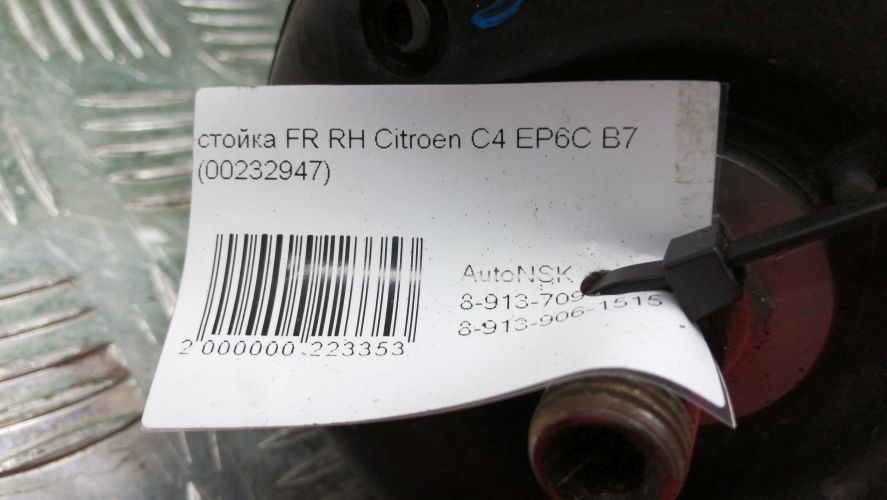 стойка FR RH Citroen C4 EP6C B7
(00232947)
AutoNSK
8-913-709
8-913-906-1515
2 000000 223353